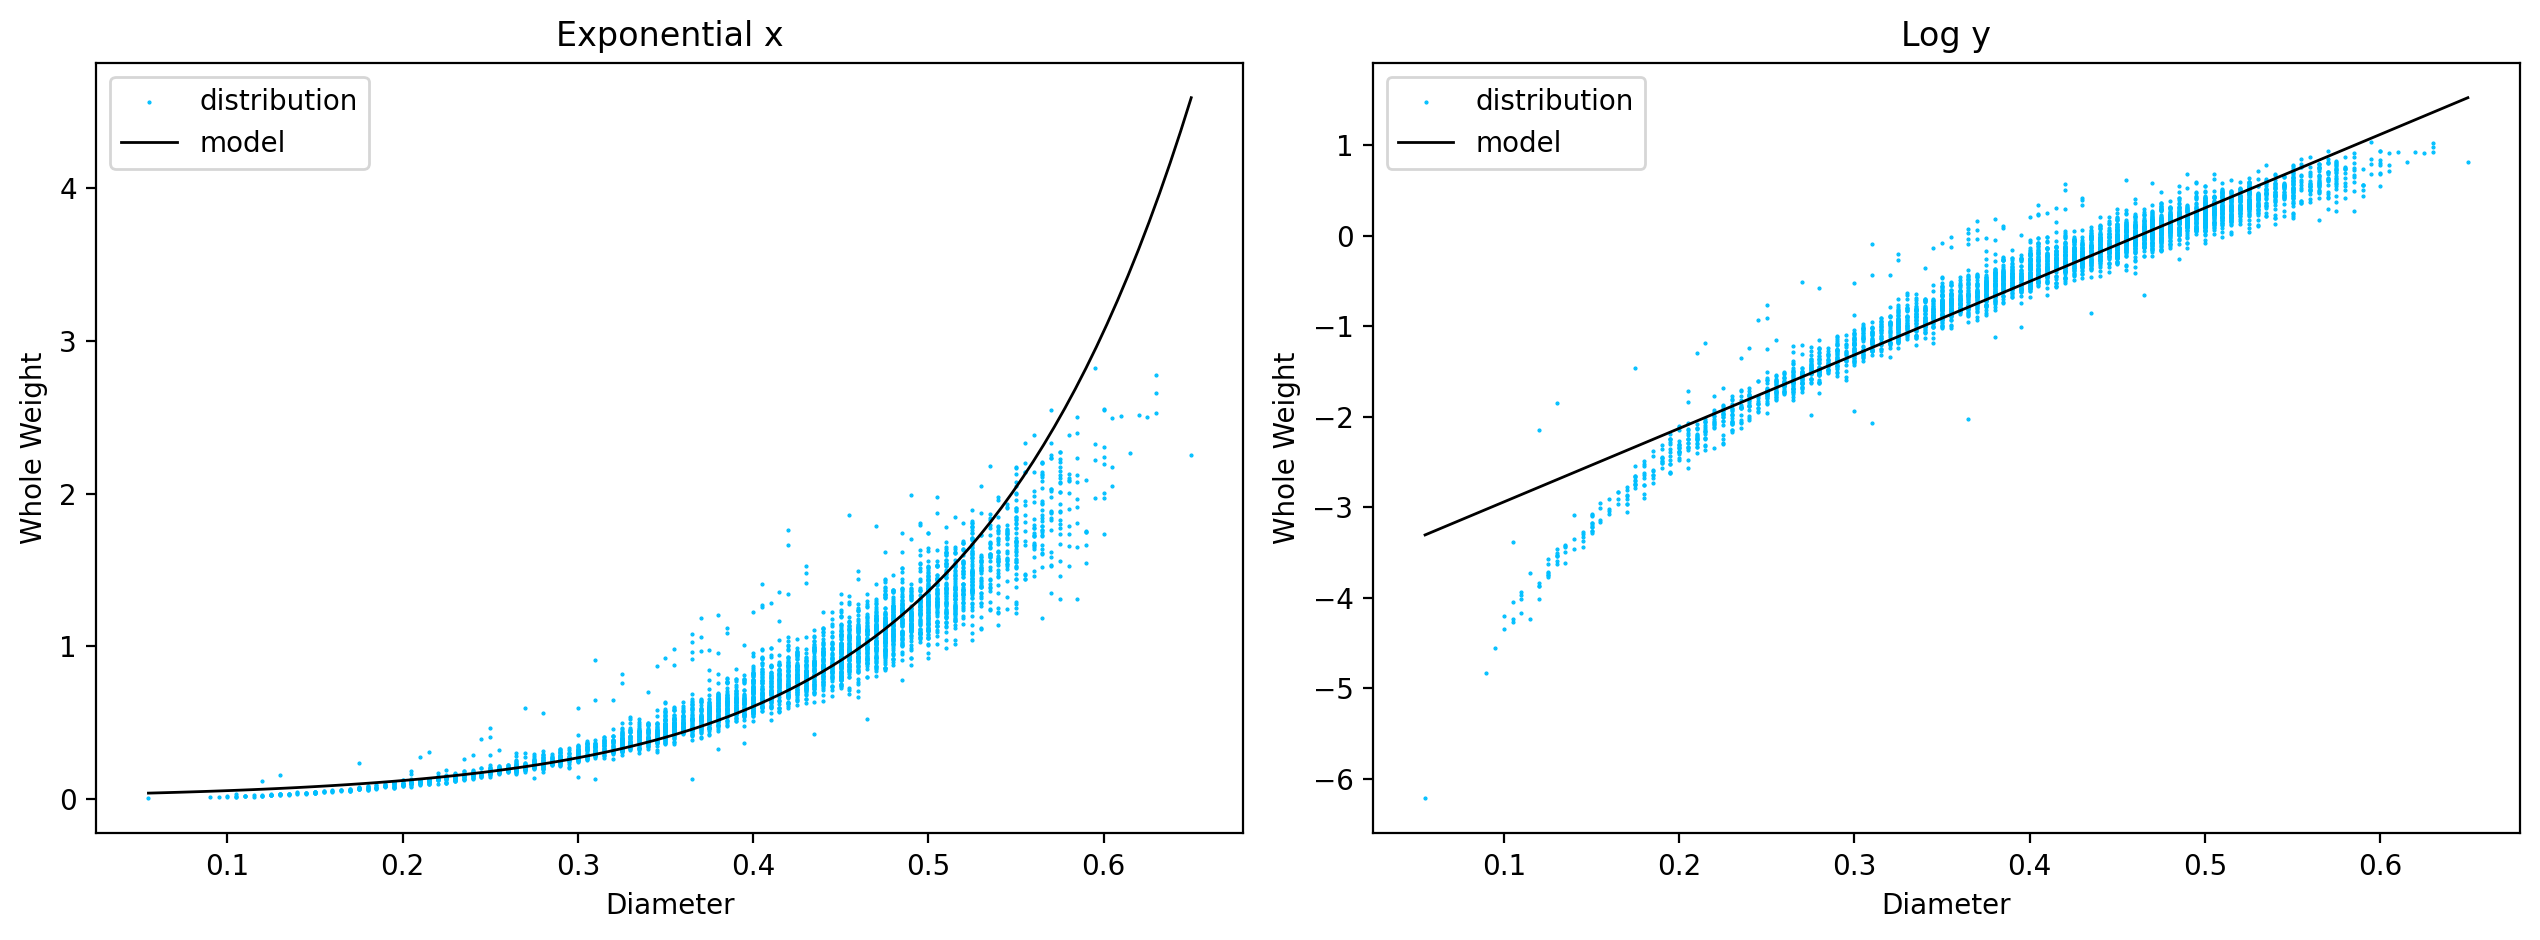 Exponential x
distribution
model
Whole Weight
4
3
2
1
0
0.1 0.2 0.3 0.4 0.5 0.6
Diameter
Log y
distribution
model
Whole Weight
1
0
−1
−2
−3
−4
−5
−6
0.1 0.2 0.3 0.4 0.5 0.6
Diameter